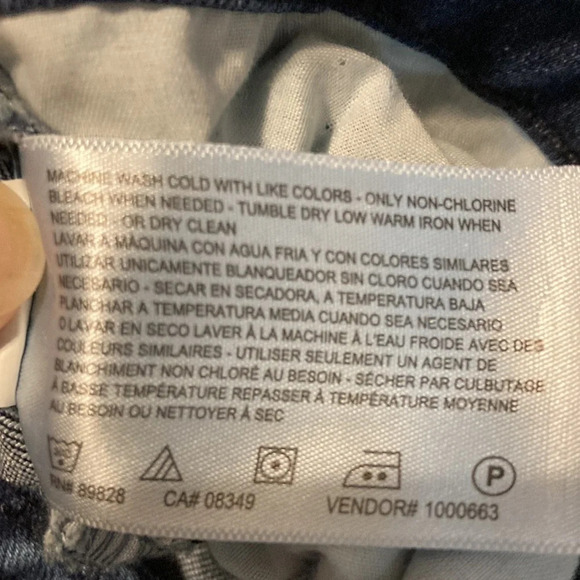 MACHINE WASH COLD WITH LIKE COLORS - ONLY NON-CHLORINE
BLEACH WHEN NEEDED - TUMBLE DRY LOW WARM IRON WHEN
NEEDED - OR DRY CLEAN
LAVAR A MAQUINA CON AGUA FRIA Y CON COLORES SIMILARES
UTILIZAR UNICAMENTE BLANQUEADOR SIN CLORO CUANDO SEA
NECESARIO - SECAR EN SECADORA, A TEMPERATURA BAJA
PLANCHAR A TEMPERATURA MEDIA CUANDO SEA NECESARIO
O LAVAR EN SECO LAVER À LA MACHINE À L'EAU FROIDE AVEC DES
COULEURS SIMILAIRES - UTILISER SEULEMENT UN AGENT DE
BLANCHIMENT NON CHLORÉ AU BESOIN - SÉCHER PAR CULBUTAGE
À BASSE TEMPÉRATURE REPASSER À TEMPÉRATURE MOYENNE
AU BESOIN OU NETTOYER À SEC
P
RN# 89828 CA# 08349 VENDOR# 1000663